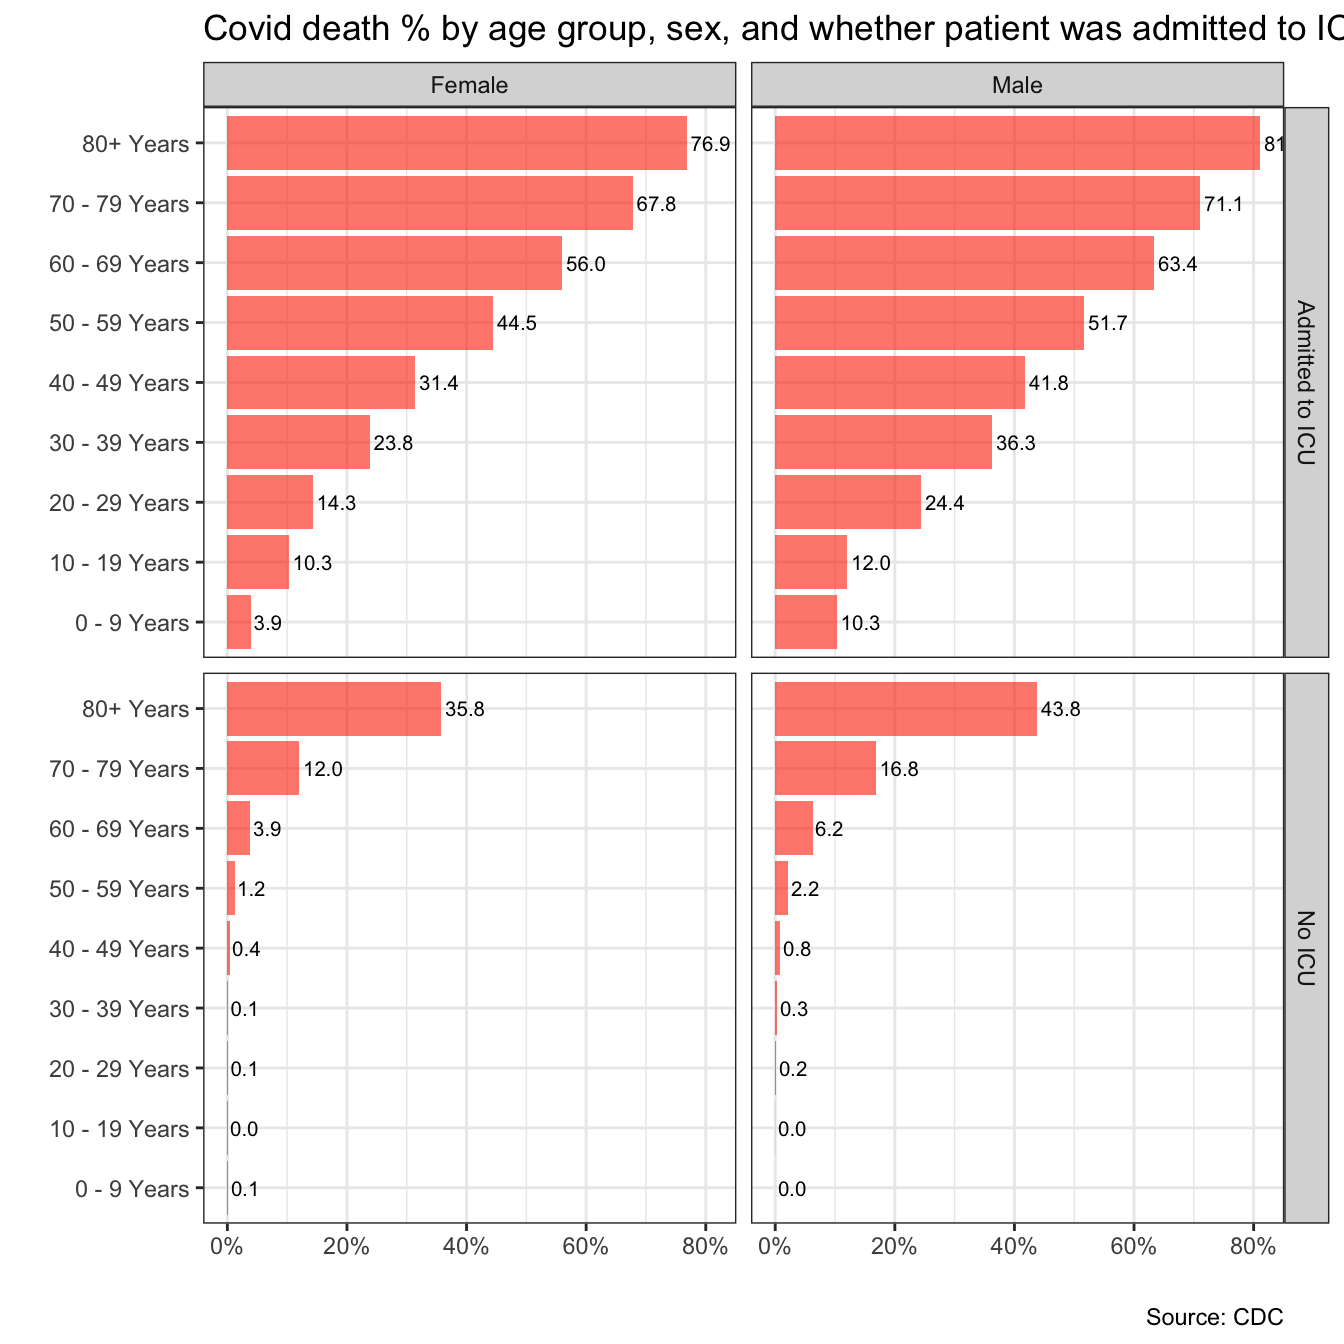 Covid death % by age group, sex, and whether patient was admitted to
Female
Male
80+ Years
76.9
81
70 - 79 Years
67.8
71.1
60 - 69 Years
56.0
63.4
50 - 59 Years
44.5
51.7
40 - 49 Years
31.4
41.8
30 - 39 Years
23.8
36.3
20 - 29 Years
14.3
24.4
10 - 19 Years
10.3
12.0
0 - 9 Years
3.9
10.3
Admitted to ICU
80+ Years
35.8
43.8
70 - 79 Years
12.0
16.8
60 - 69 Years
3.9
6.2
50 - 59 Years
1.2
2.2
40 - 49 Years
0.4
0.8
30 - 39 Years
0.1
0.3
20 - 29 Years
0.1
0.2
10 - 19 Years
0.0
0.0
0 - 9 Years
0.1
0.0
No ICU
0% 20% 40% 60% 80%
0% 20% 40% 60% 80%
Source: CDC